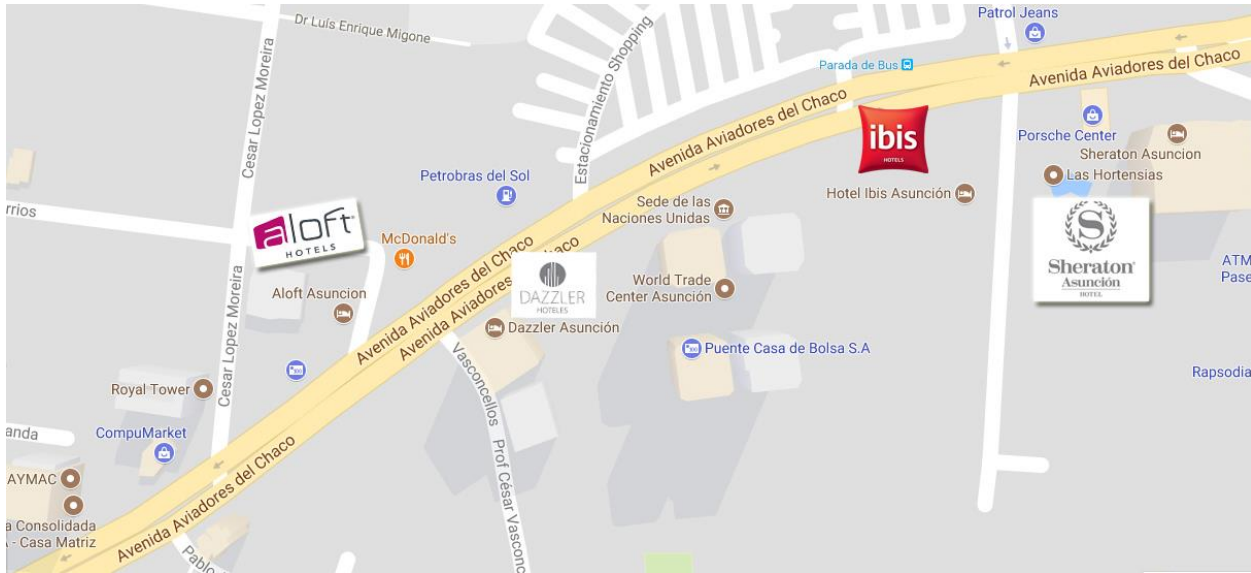 Dr Luís Enrique Migone
Patrol Jeans
Parada de Bus
Avenida Aviadores del Chaco
Estacionamiento Shopping
Cesar Lopez Moreira
Avenida Aviadores del Chaco
ibis
HOTELS
Porsche Center
Sheraton Asuncion
Las Hortensias
Petrobras del Sol
Hotel Ibis Asunción
Sede de las
Naciones Unidas
rrios
aloft
HOTELS
McDonald's
S
Sheraton
Asunción
HOTEL
ATM
Pase
Avenida Aviadores del Chaco
Avenida Aviadores del Chaco
DAZZLER
HOTELES
World Trade
Center Asunción
Aloft Asuncion
Dazzler Asunción
Puente Casa de Bolsa S.A
Cesar Lopez Moreira
Royal Tower
Vasconcellos
Prof César Vasconc
Rapsodia
anda
CompuMarket
AYMAC
Avenida Aviadores del Chaco
a Consolidada
- Casa Matriz
Pablo